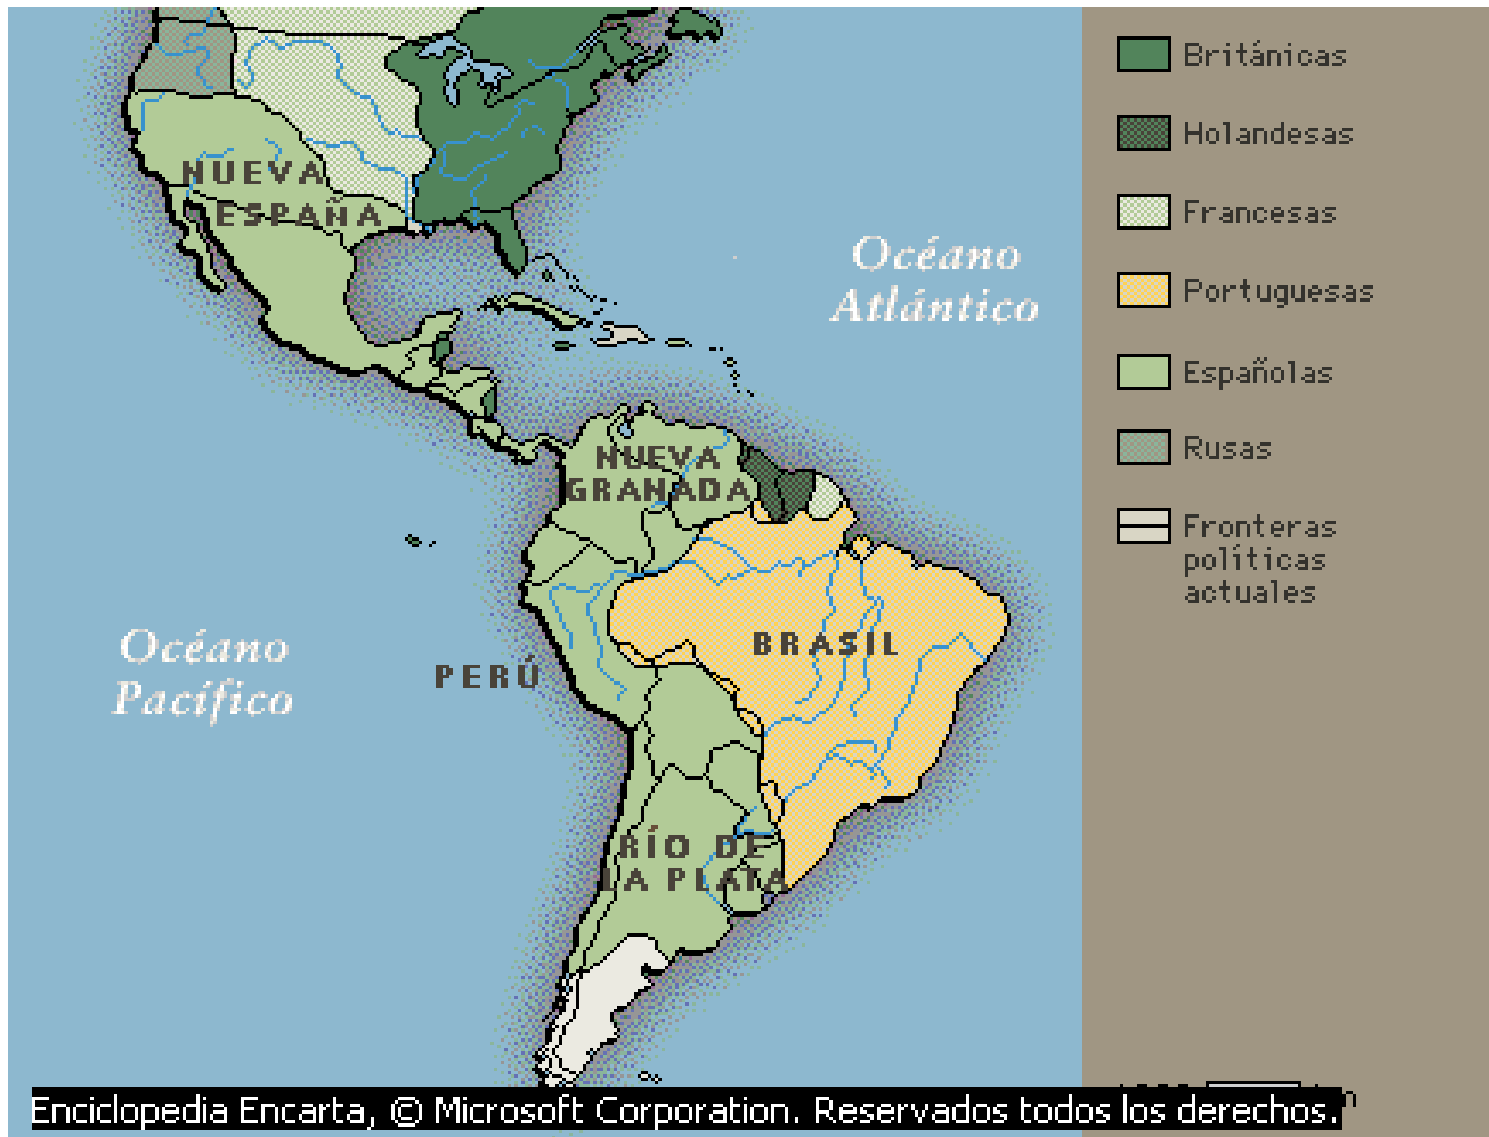 NUEVA
ESPAÑA
Océano
Atlántico
NUEVA
GRANADA
BRASIL
Océano
Pacífico
PERÚ
RÍO DE
LA PLATA
Británicas
Holandesas
Francesas
Portuguesas
Españolas
Rusas
Fronteras
políticas
actuales
Enciclopedia Encarta, © Microsoft Corporation. Reservados todos los derechos.